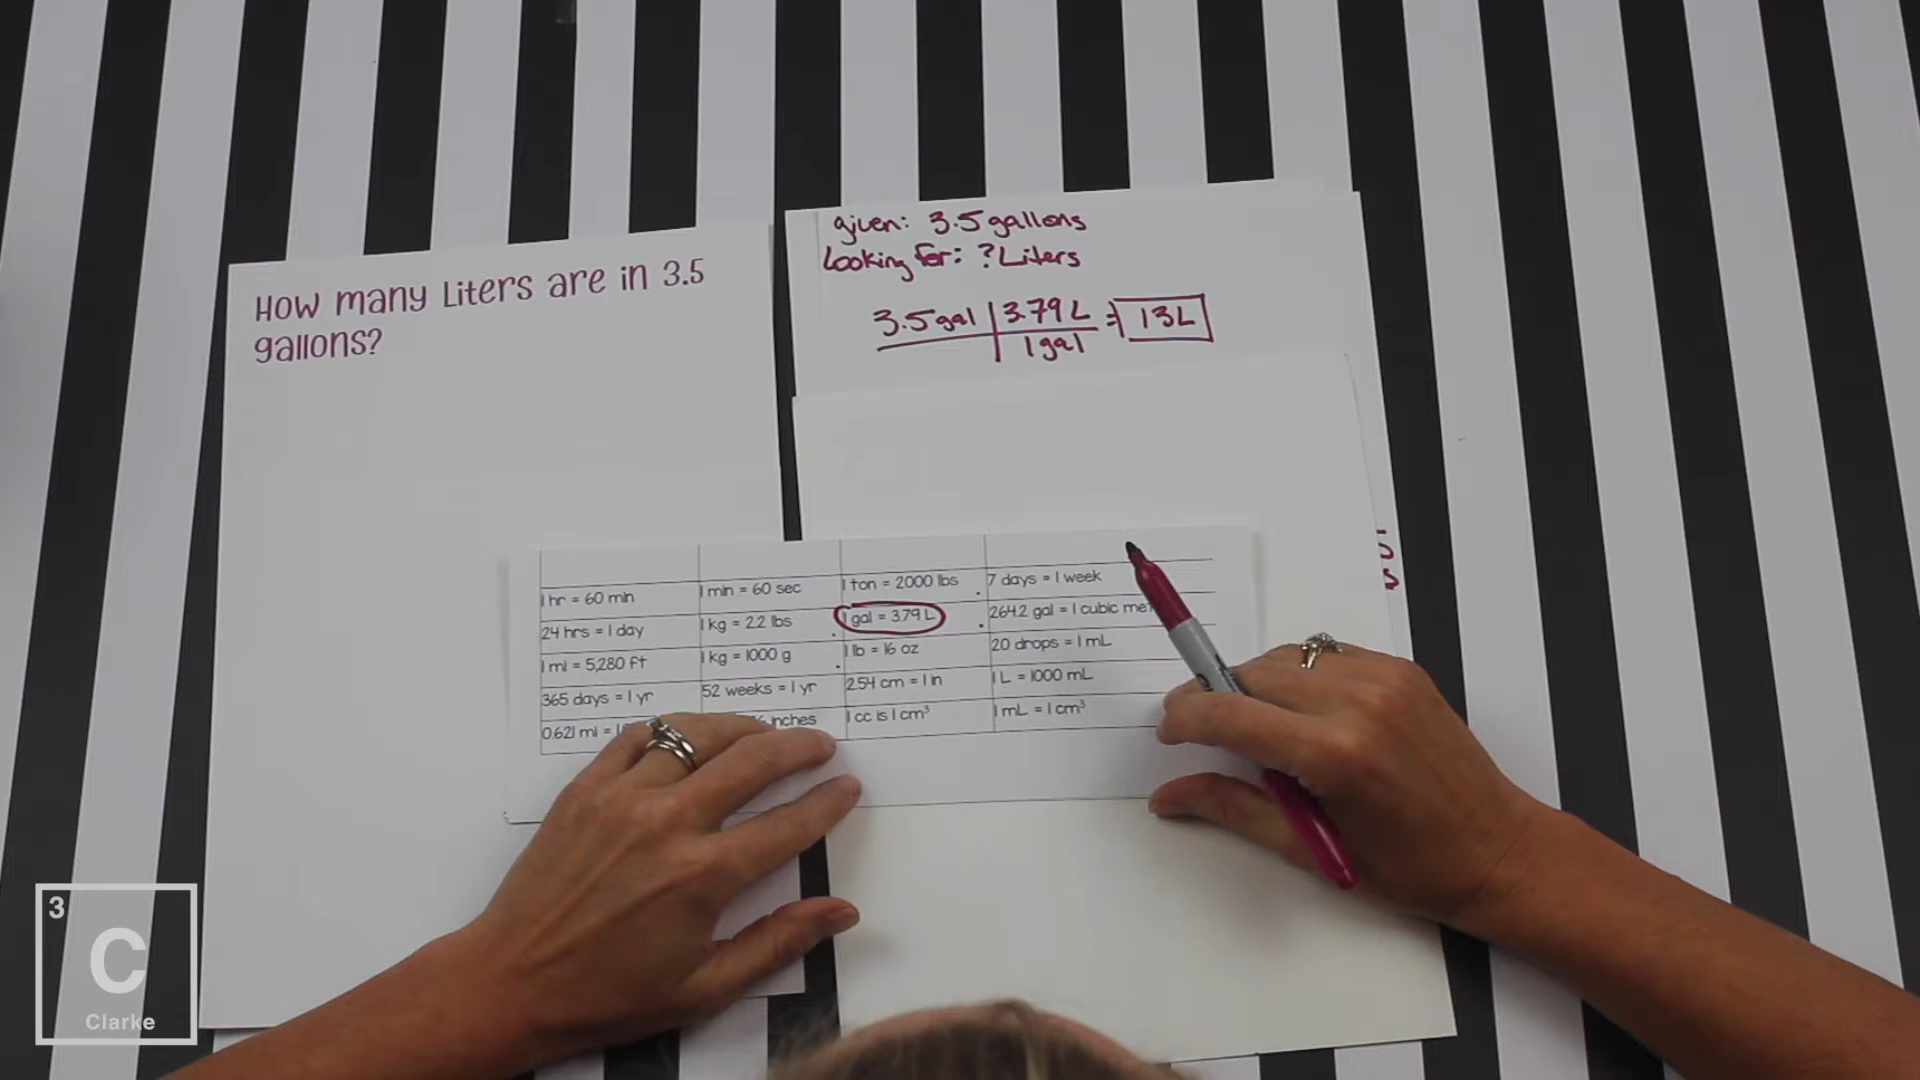 How many Liters are in 3.5
gallons?
given: 3.5 gallons
Looking for: ? Liters
3.5 gal | 3.79 L = 13 L
1 gal
1 hr = 60 min
1 min = 60 sec
1 ton = 2000 lbs
7 days = 1 week
24 hrs = 1 day
1 kg = 2.2 lbs
1 gal = 3.79 L
264.2 gal = 1 cubic
1 mi = 5,280 ft
1 kg = 1000 g
1 lb = 16 oz
20 drops = 1 mL
365 days = 1 yr
52 weeks = 1 yr
2.54 cm = 1 in
1 L = 1000 mL
0.621 mi =
inches
1 cc is 1 cm³
1 mL = 1 cm³
3
C
Clarke